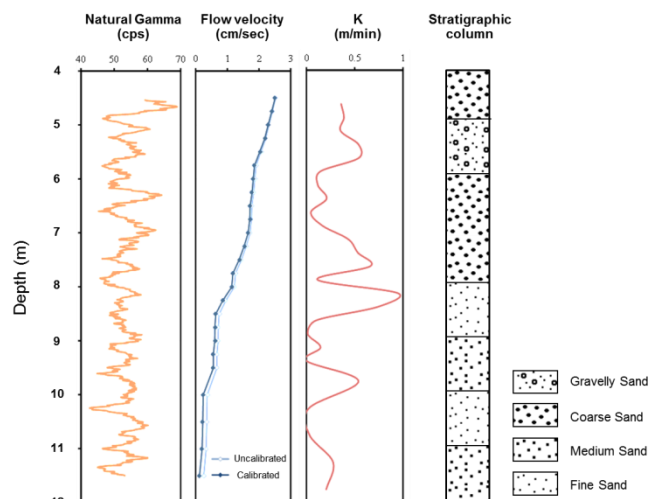 Natural Gamma
(cps)
Flow velocity
(cm/sec)
K
(m/min)
Stratigraphic
column
40 50 60 70
0 1 2 3
0 0.5 1
4
5
6
7
8
9
10
11
Depth (m)
Uncalibrated
Calibrated
Gravelly Sand
Coarse Sand
Medium Sand
Fine Sand